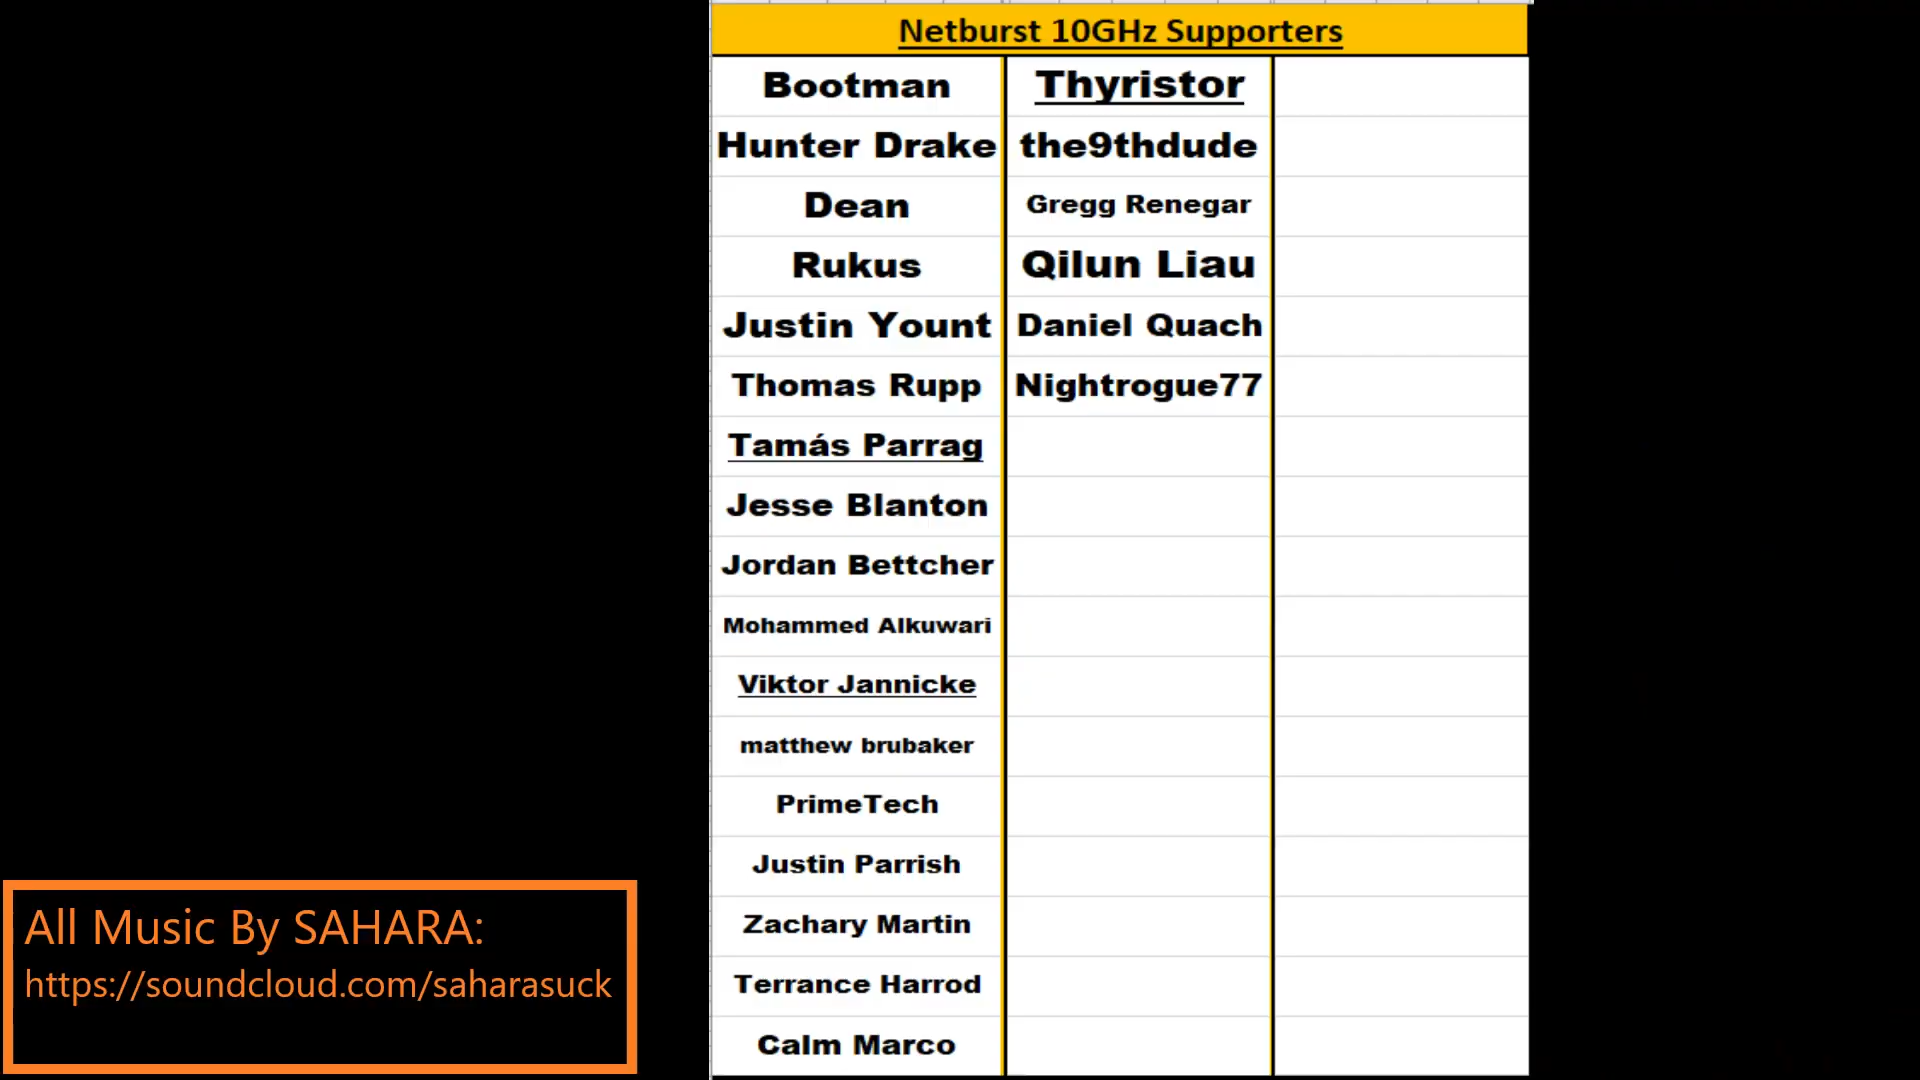 Netburst 10GHz Supporters
Bootman
Hunter Drake
Dean
Rukus
Justin Yount
Thomas Rupp
Tamás Parrag
Jesse Blanton
Jordan Bettcher
Mohammed Alkuwari
Viktor Jannicke
matthew brubaker
PrimeTech
Justin Parrish
Zachary Martin
Terrance Harrod
Calm Marco
Thyristor
the9thdude
Gregg Renegar
Qilun Liau
Daniel Quach
Nightrogue77
All Music By SAHARA:
https://soundcloud.com/saharasuck